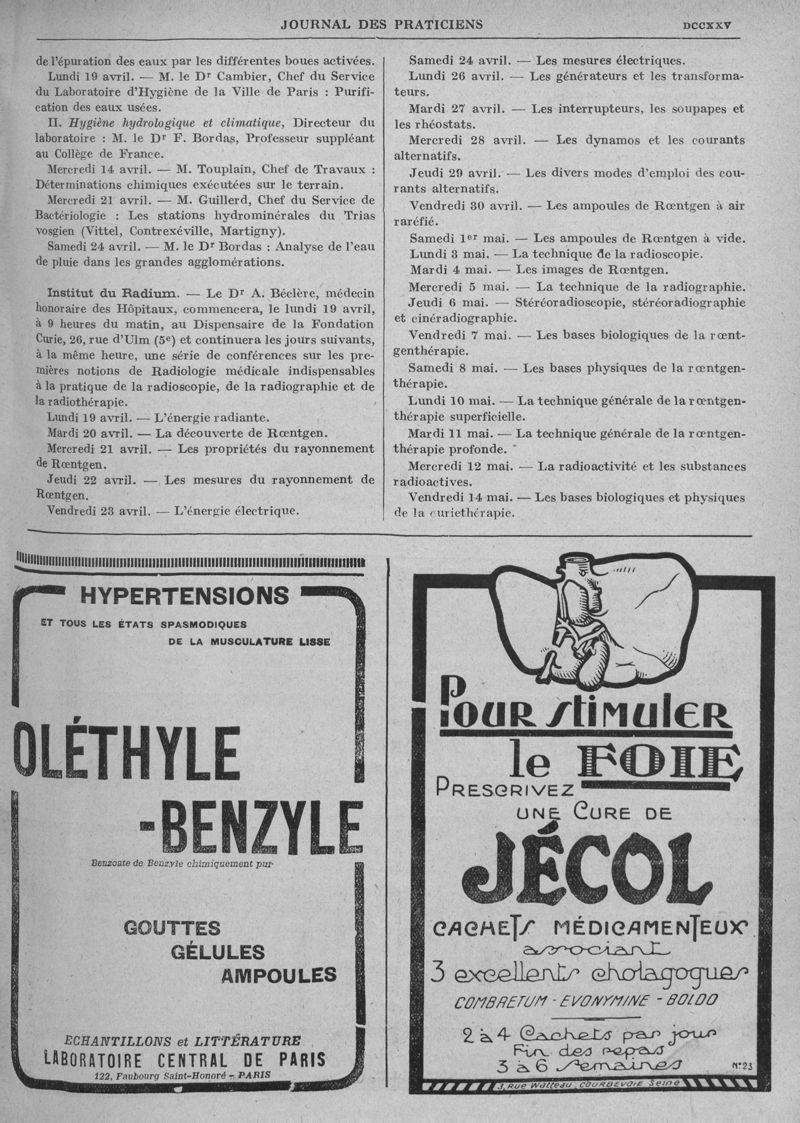 JOURNAL DES PRATICIENS
DCCXXV
de l'épuration des eaux par les différentes boues activées.
Lundi 19 avril. — M. le Dr Cambier, Chef du Service
du Laboratoire d'Hygiène de la Ville de Paris : Purifi-
cation des eaux usées.
II. Hygiène hydrologique et climatique, Directeur du
laboratoire : M. le Dr F. Bordas, Professeur suppléant
au Collège de France.
Mercredi 14 avril. — M. Touplain, Chef de Travaux :
Déterminations chimiques exécutées sur le terrain.
Mercredi 21 avril. — M. Guillerd, Chef du Service de
Bactériologie : Les stations hydrominérales du Trias
vosgien (Vittel, Contrexéville, Martigny).
Samedi 24 avril. — M. le Dr Bordas : Analyse de l'eau
de pluie dans les grandes agglomérations.
Institut du Radium. — Le Dr A. Béclère, médecin
honoraire des Hôpitaux, commencera, le lundi 19 avril,
à 9 heures du matin, au Dispensaire de la Fondation
Curie, 26, rue d'Ulm (5e) et continuera les jours suivants,
à la même heure, une série de conférences sur les pre-
mières notions de Radiologie médicale indispensables
à la pratique de la radioscopie, de la radiographie et de
la radiothérapie.
Lundi 19 avril. — L'énergie radiante.
Mardi 20 avril. — La découverte de Rœntgen.
Mercredi 21 avril. — Les propriétés du rayonnement
de Rœntgen.
Jeudi 22 avril. — Les mesures du rayonnement de
Rœntgen.
Vendredi 23 avril. — L'énergie électrique.
Samedi 24 avril. — Les mesures électriques.
Lundi 26 avril. — Les générateurs et les transforma-
teurs.
Mardi 27 avril. — Les interrupteurs, les soupapes et
les rhéostats.
Mercredi 28 avril. — Les dynamos et les courants
alternatifs.
Jeudi 29 avril. — Les divers modes d'emploi des cou-
rants alternatifs.
Vendredi 30 avril. — Les ampoules de Rœntgen à air
raréfié.
Samedi 1er mai. — Les ampoules de Rœntgen à vide.
Lundi 3 mai. — La technique de la radioscopie.
Mardi 4 mai. — Les images de Rœntgen.
Mercredi 5 mai. — La technique de la radiographie.
Jeudi 6 mai. — Stéréoradioscopie, stéréoradiographie
et cinéradiographie.
Vendredi 7 mai. — Les bases biologiques de la rœnt-
genthérapie.
Samedi 8 mai. — Les bases physiques de la rœntgen-
thérapie.
Lundi 10 mai. — La technique générale de la rœntgen-
thérapie superficielle.
Mardi 11 mai. — La technique générale de la rœntgen-
thérapie profonde.
Mercredi 12 mai. — La radioactivité et les substances
radioactives.
Vendredi 14 mai. — Les bases biologiques et physiques
de la curiethérapie.
HYPERTENSIONS
ET TOUS LES ÉTATS SPASMODIQUES
DE LA MUSCULATURE LISSE
OLÉTHYLE
-BENZYLE
Benzoate de Benzyle chimiquement pur
GOUTTES
GÉLULES
AMPOULES
ECHANTILLONS et LITTÉRATURE
LABORATOIRE CENTRAL DE PARIS
122, Faubourg Saint-Honoré - PARIS
Pour stimuler
le FOIE
PRESCRIVEZ
UNE CURE DE
JÉCOL
CACHETS MÉDICAMENTEUX
associant
3 excellents cholagogues
COMBRETUM - EVONYMINE - BOLDO
2 à 4 Cachets par jour
Fin des repas
3 à 6 Semaines
N°23
3, Rue Watteau, COURBEVOIE Seine